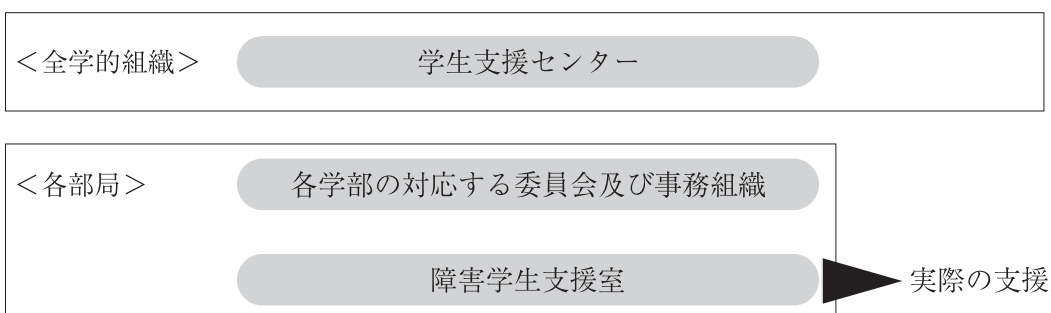 ＜全学的組織＞ 学生支援センター
＜各部局＞ 各学部の対応する委員会及び事務組織
障害学生支援室 実際の支援